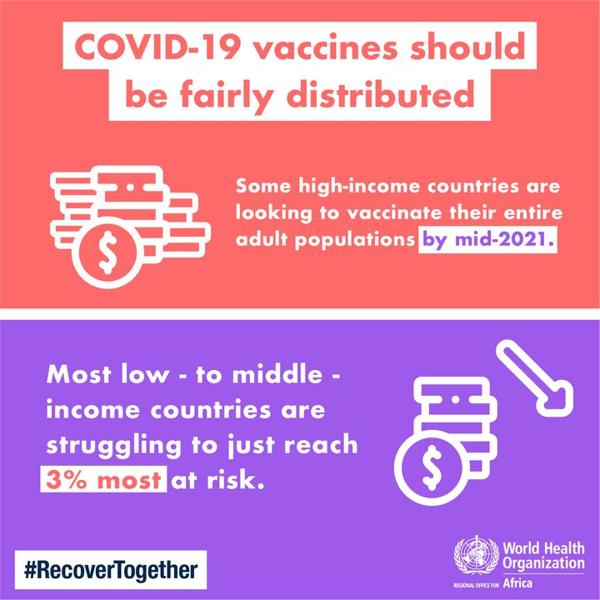 COVID-19 vaccines should
be fairly distributed
$
Some high-income countries are
looking to vaccinate their entire
adult populations by mid-2021.
Most low - to middle -
income countries are
struggling to just reach
3% most at risk.
$
#RecoverTogether
World Health
Organization
REGIONAL OFFICE FOR Africa